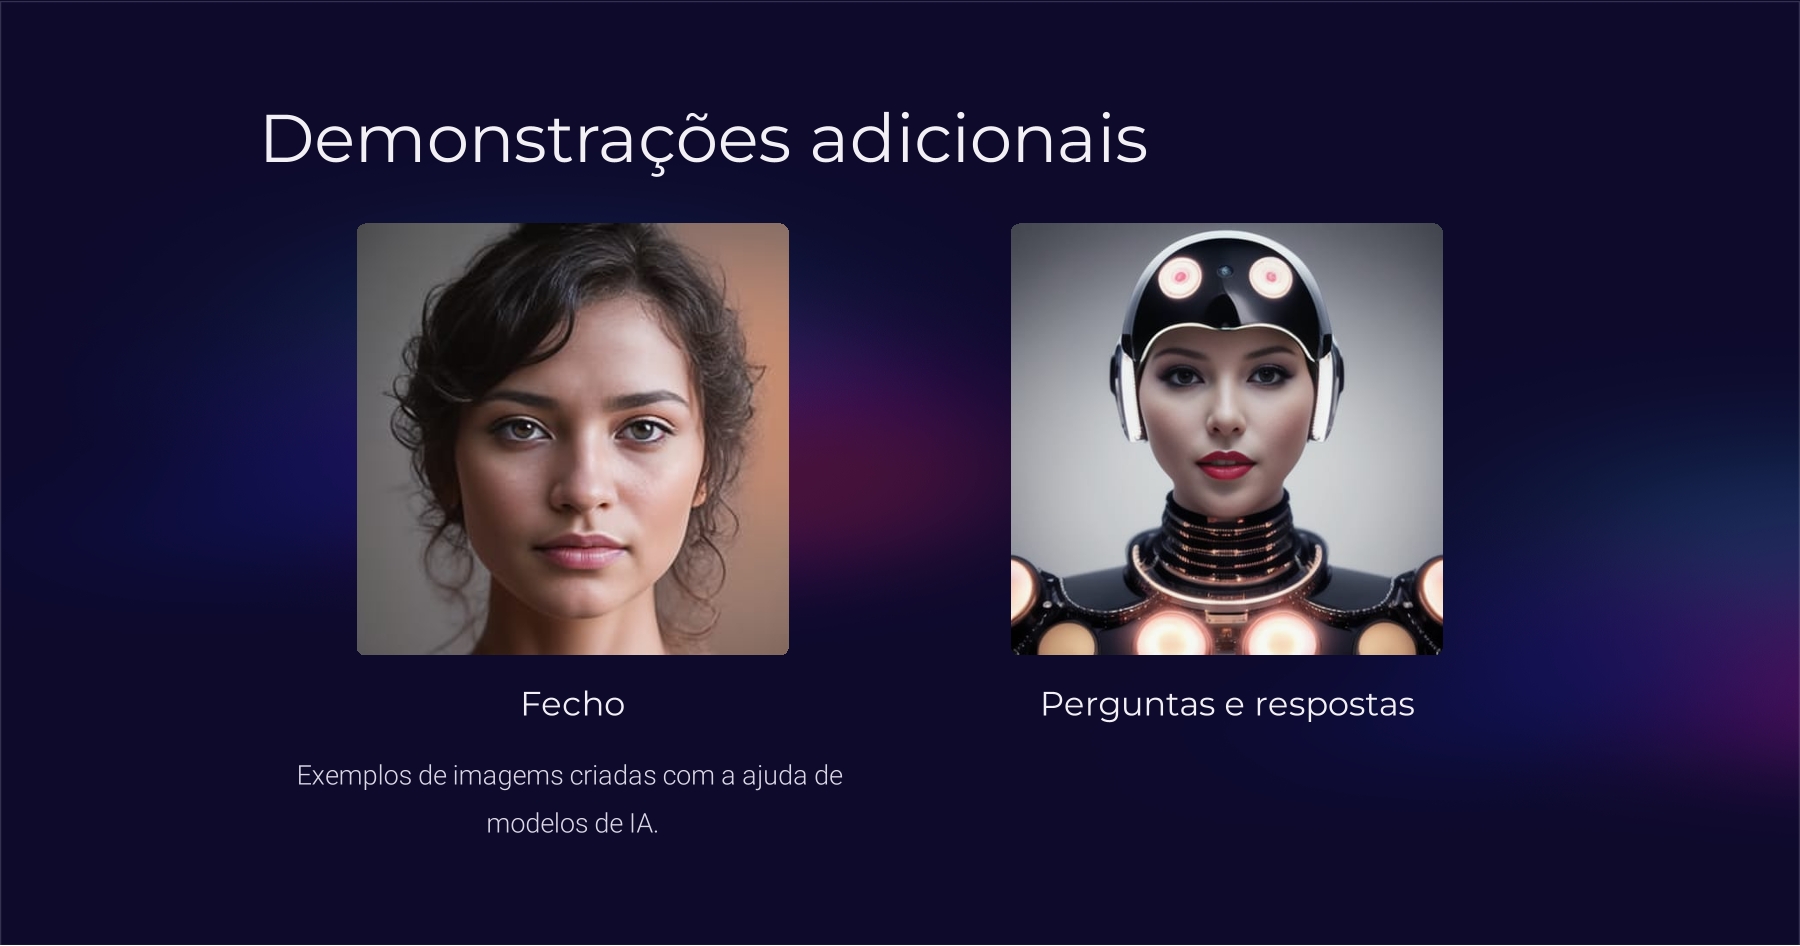 Demonstrações adicionais
Fecho
Exemplos de imagems criadas com a ajuda de
modelos de IA.
Perguntas e respostas